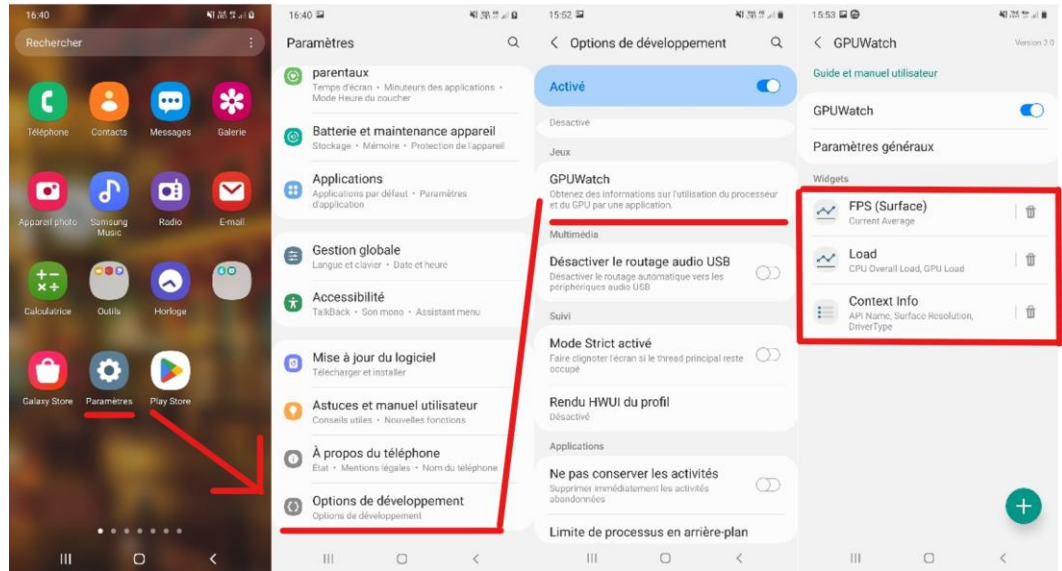 16:40
Rechercher
Téléphone
Contacts
Messages
Galerie
Appareil photo
Samsung
Music
Radio
E-mail
Calculatrice
Outils
Horloge
Galaxy Store
Paramètres
Play Store
16:40
Paramètres
parentaux
Temps d'écran • Minuteurs des applications •
Mode Heure du coucher
Batterie et maintenance appareil
Stockage • Mémoire • Protection de l'appareil
Applications
Applications par défaut • Paramètres
d'application
Gestion globale
Langue et clavier • Date et heure
Accessibilité
TalkBack • Son mono • Assistant menu
Mise à jour du logiciel
Télécharger et installer
Astuces et manuel utilisateur
Conseils utiles • Nouvelles fonctions
À propos du téléphone
État • Mentions légales • Nom du téléphone
Options de développement
Options de développement
15:52
Options de développement
Activé
Désactivé
Jeux
GPUWatch
Obtenez des informations sur l'utilisation du processeur
et du GPU par une application.
Multimédia
Désactiver le routage audio USB
Désactiver le routage automatique vers les
périphériques audio USB
Suivi
Mode Strict activé
Faire clignoter l'écran si le thread principal reste
occupé
Rendu HWUI du profil
Désactivé
Applications
Ne pas conserver les activités
Supprimer immédiatement les activités
abandonnées
Limite de processus en arrière-plan
15:53
GPUWatch
Version 2.0
Guide et manuel utilisateur
GPUWatch
Paramètres généraux
Widgets
FPS (Surface)
Current Average
Load
CPU Overall Load, GPU Load
Context Info
API Name, Surface Resolution,
DriverType